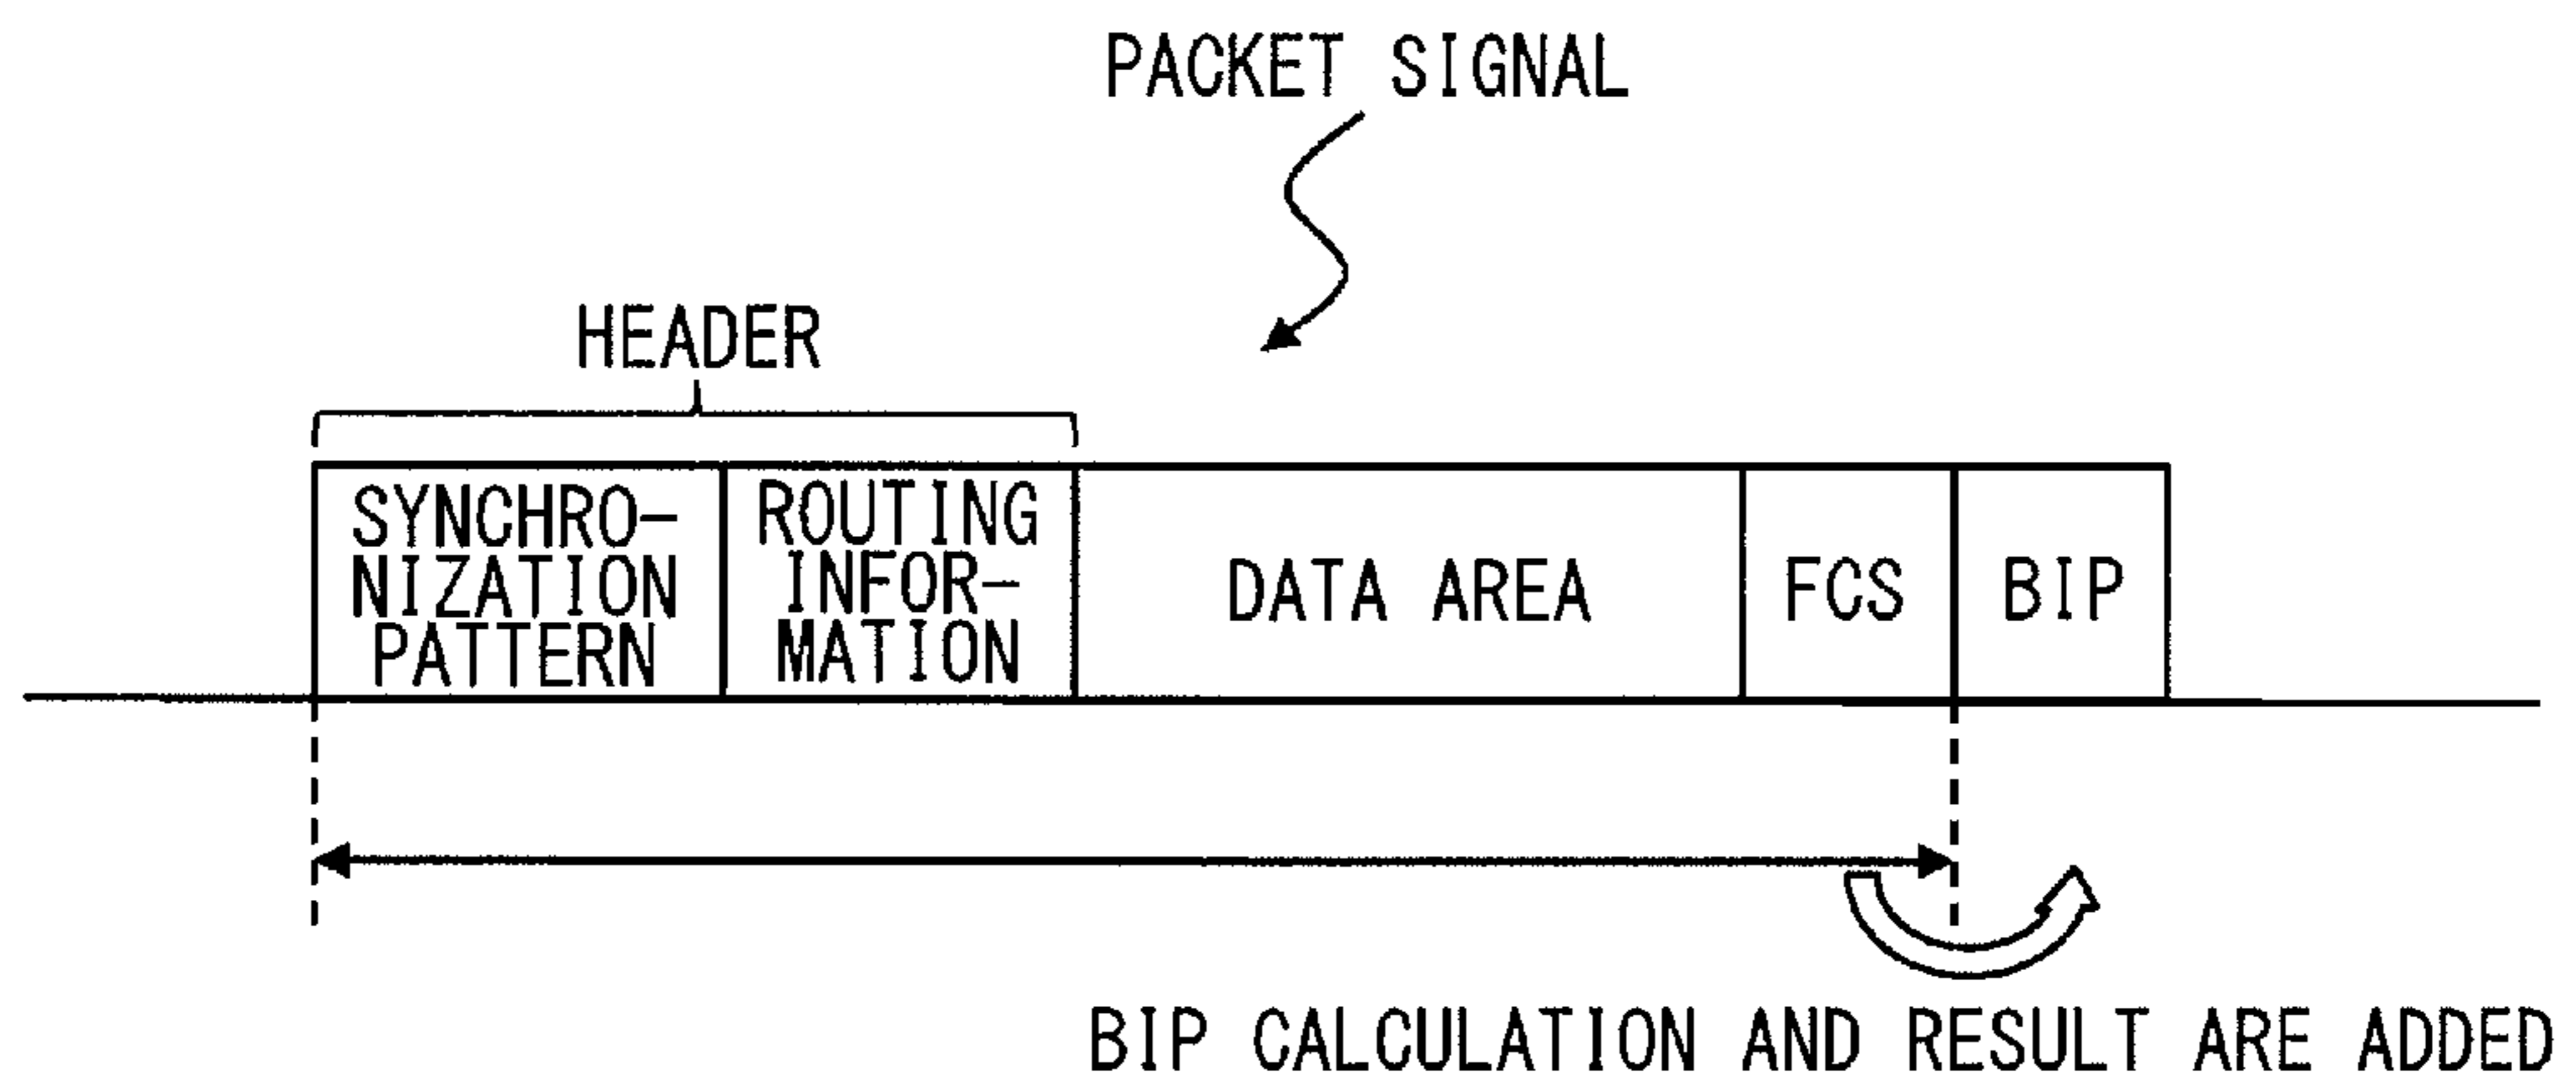 PACKET SIGNAL
HEADER
SYNCHRO-
NIZATION
PATTERN
ROUTING
INFOR-
MATION
DATA AREA
FCS
BIP
BIP CALCULATION AND RESULT ARE ADDED